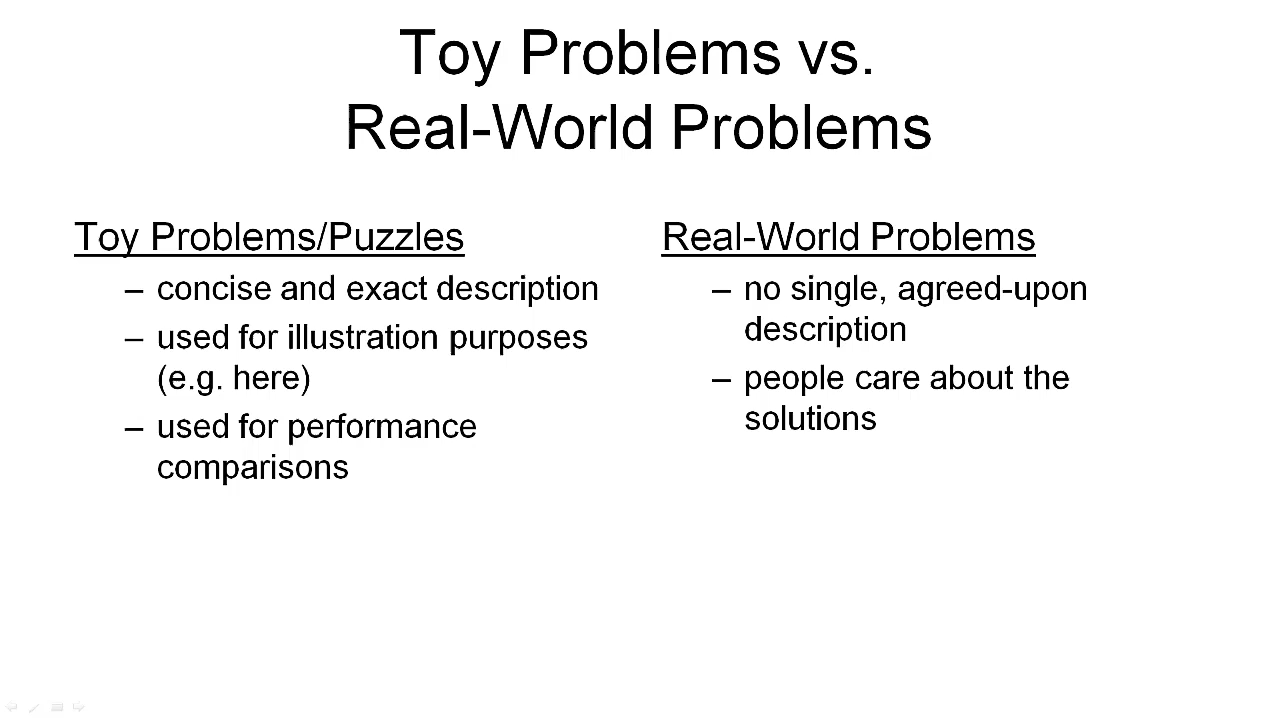 Toy Problems vs.
Real-World Problems
Toy Problems/Puzzles
– concise and exact description
– used for illustration purposes
(e.g. here)
– used for performance
comparisons
Real-World Problems
– no single, agreed-upon
description
– people care about the
solutions